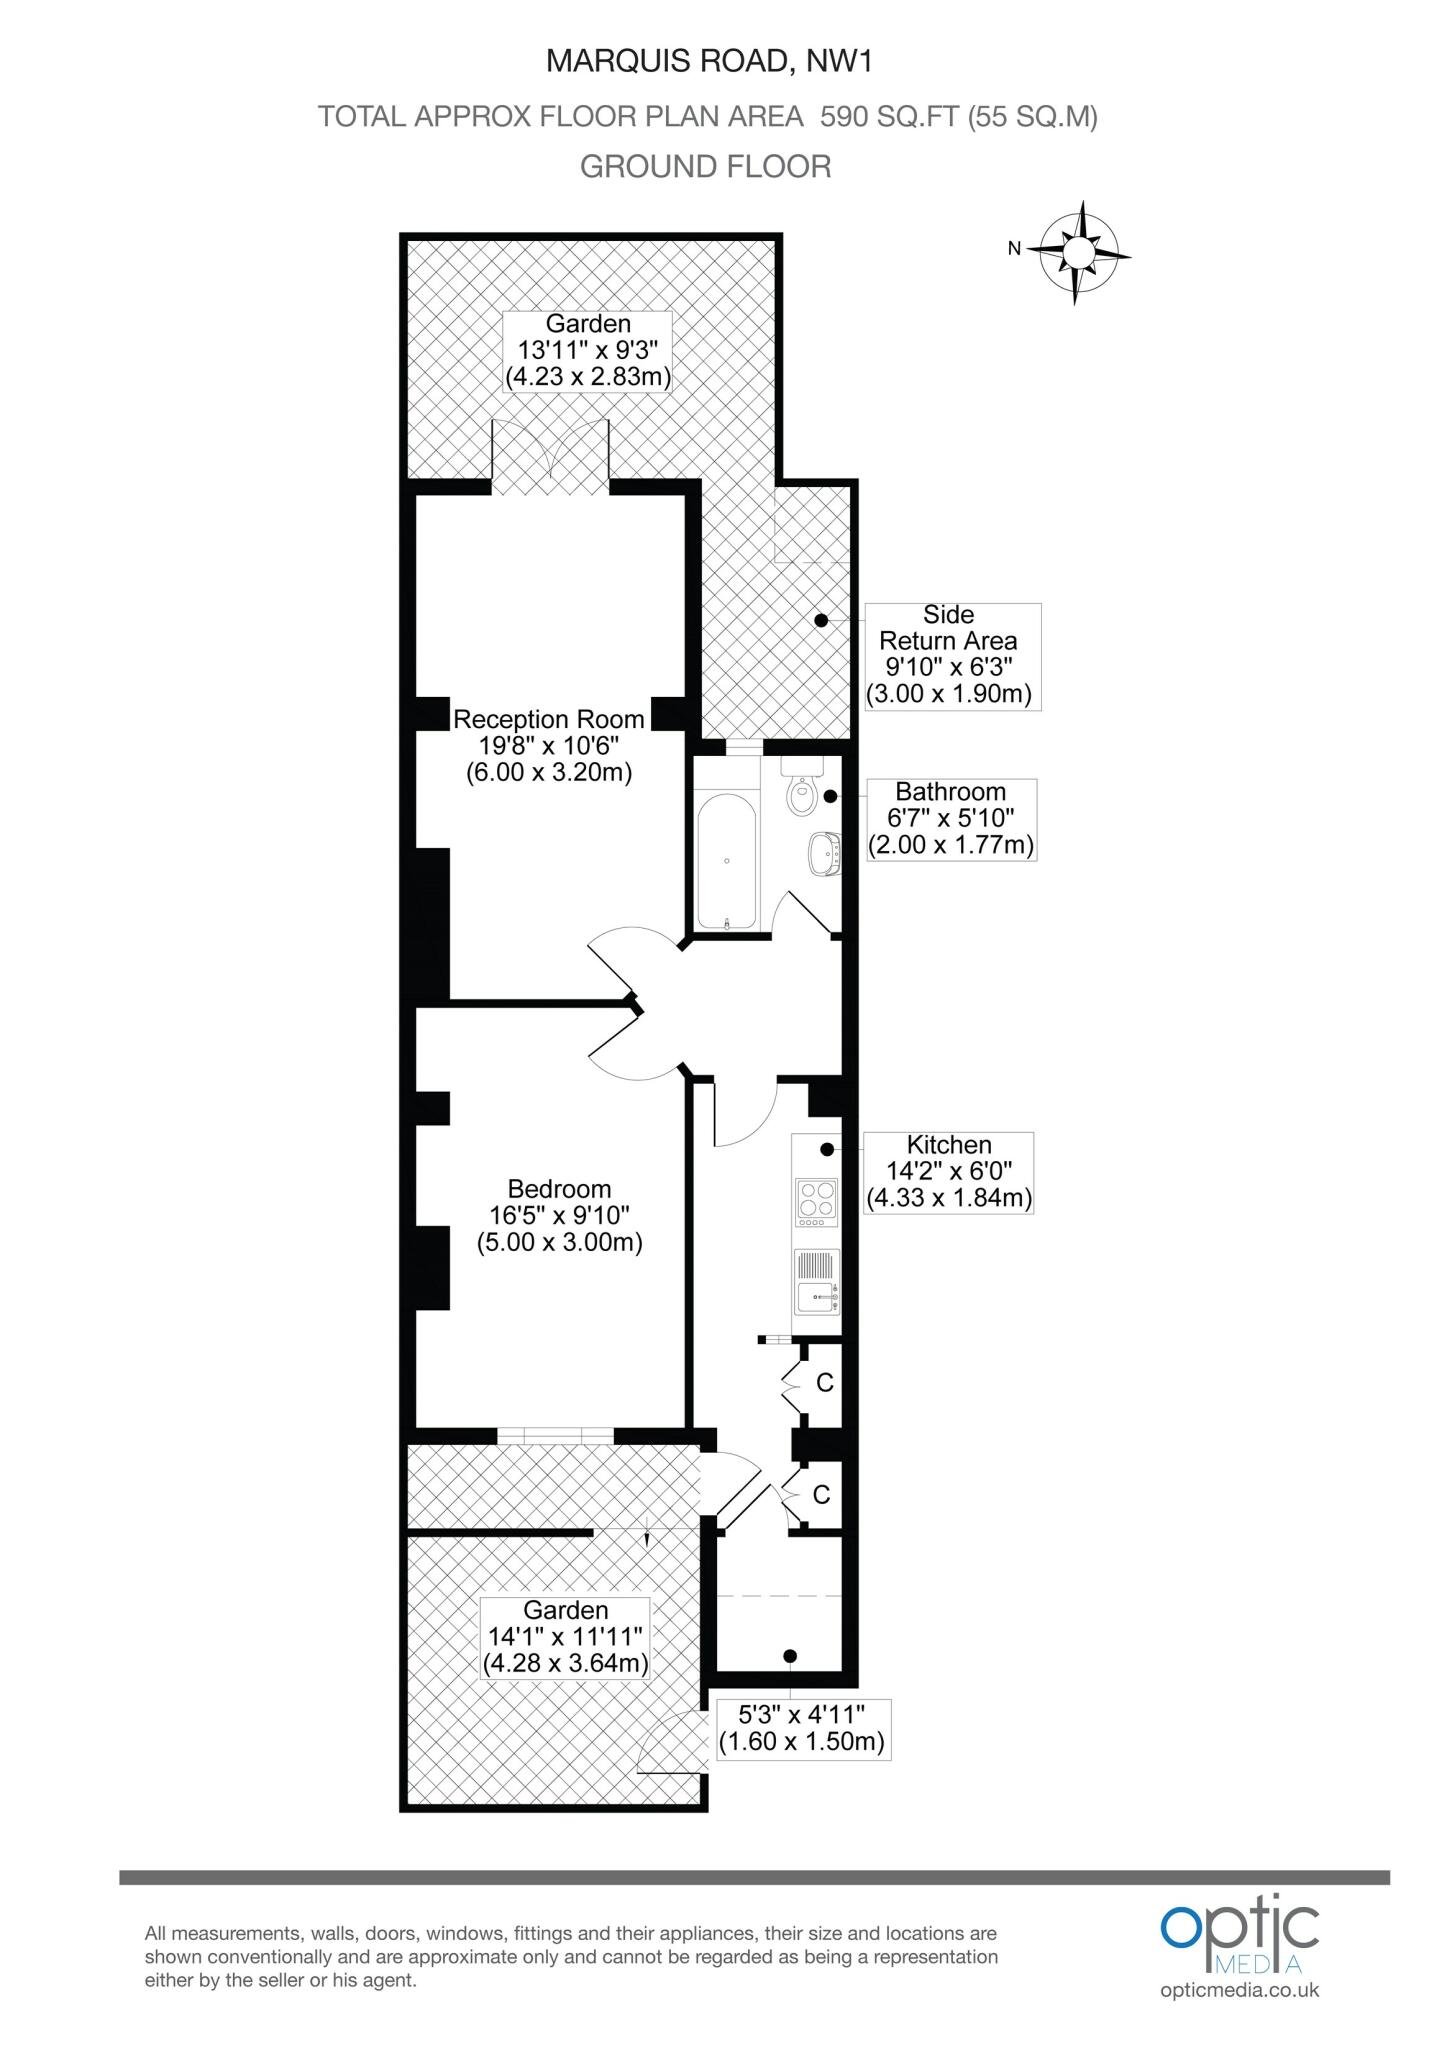 MARQUIS ROAD, NW1
TOTAL APPROX FLOOR PLAN AREA 590 SQ.FT (55 SQ.M)
GROUND FLOOR
N
Garden
13'11" x 9'3"
(4.23 x 2.83m)
Side
Return Area
9'10" x 6'3"
(3.00 x 1.90m)
Reception Room
19'8" x 10'6"
(6.00 x 3.20m)
Bathroom
6'7" x 5'10"
(2.00 x 1.77m)
Kitchen
14'2" x 6'0"
(4.33 x 1.84m)
Bedroom
16'5" x 9'10"
(5.00 x 3.00m)
C
C
Garden
14'1" x 11'11"
(4.28 x 3.64m)
5'3" x 4'11"
(1.60 x 1.50m)
All measurements, walls, doors, windows, fittings and their appliances, their size and locations are
shown conventionally and are approximate only and cannot be regarded as being a representation
either by the seller or his agent.
optic
MEDIA
opticmedia.co.uk